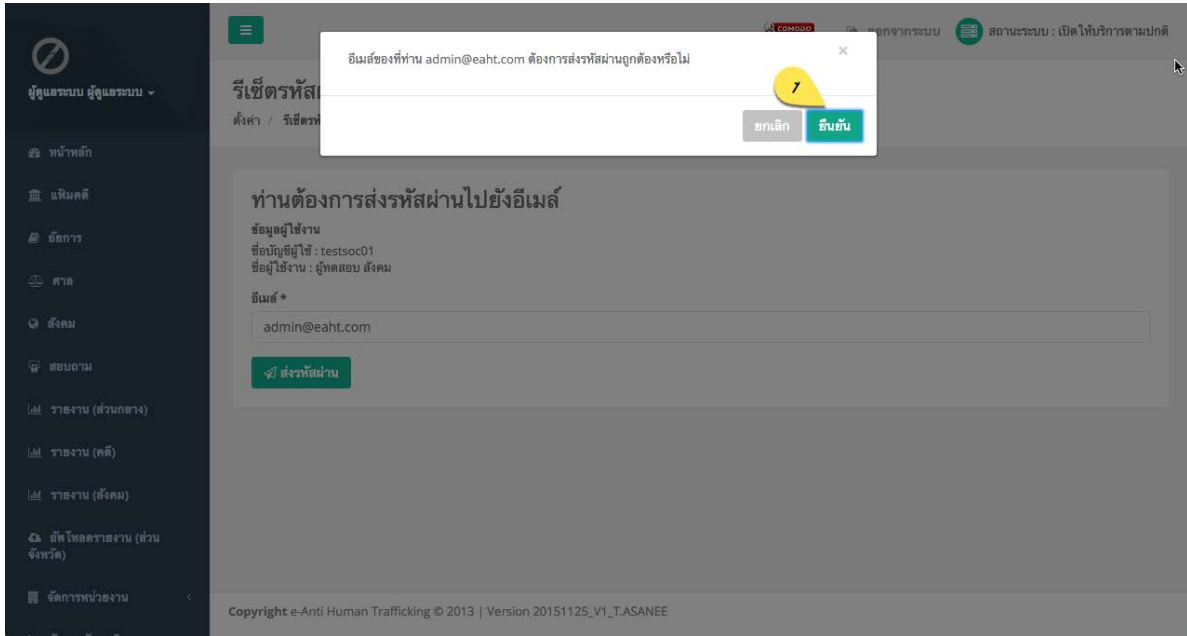 COMODO
ออกจากระบบ
สถานะระบบ : เปิดให้บริการตามปกติ
ผู้ดูแลระบบ ผู้ดูแลระบบ
อีเมล์ของที่ท่าน admin@eaht.com ต้องการส่งรหัสผ่านถูกต้องหรือไม่
×
1
ยกเลิก
ยืนยัน
รีเซ็ตรหัสผ
ตั้งค่า / รีเซ็ตรห
หน้าหลัก
แฟ้มคดี
อัยการ
ศาล
สังคม
สอบถาม
รายงาน (ส่วนกลาง)
รายงาน (คดี)
รายงาน (สังคม)
อัพโหลดรายงาน (ส่วน
จังหวัด)
จัดการหน่วยงาน
ท่านต้องการส่งรหัสผ่านไปยังอีเมล์
ข้อมูลผู้ใช้งาน
ชื่อบัญชีผู้ใช้ : testsoc01
ชื่อผู้ใช้งาน : ผู้ทดสอบ สังคม
อีเมล์ *
admin@eaht.com
ส่งรหัสผ่าน
Copyright e-Anti Human Trafficking © 2013 | Version 20151125_V1_T.ASANEE